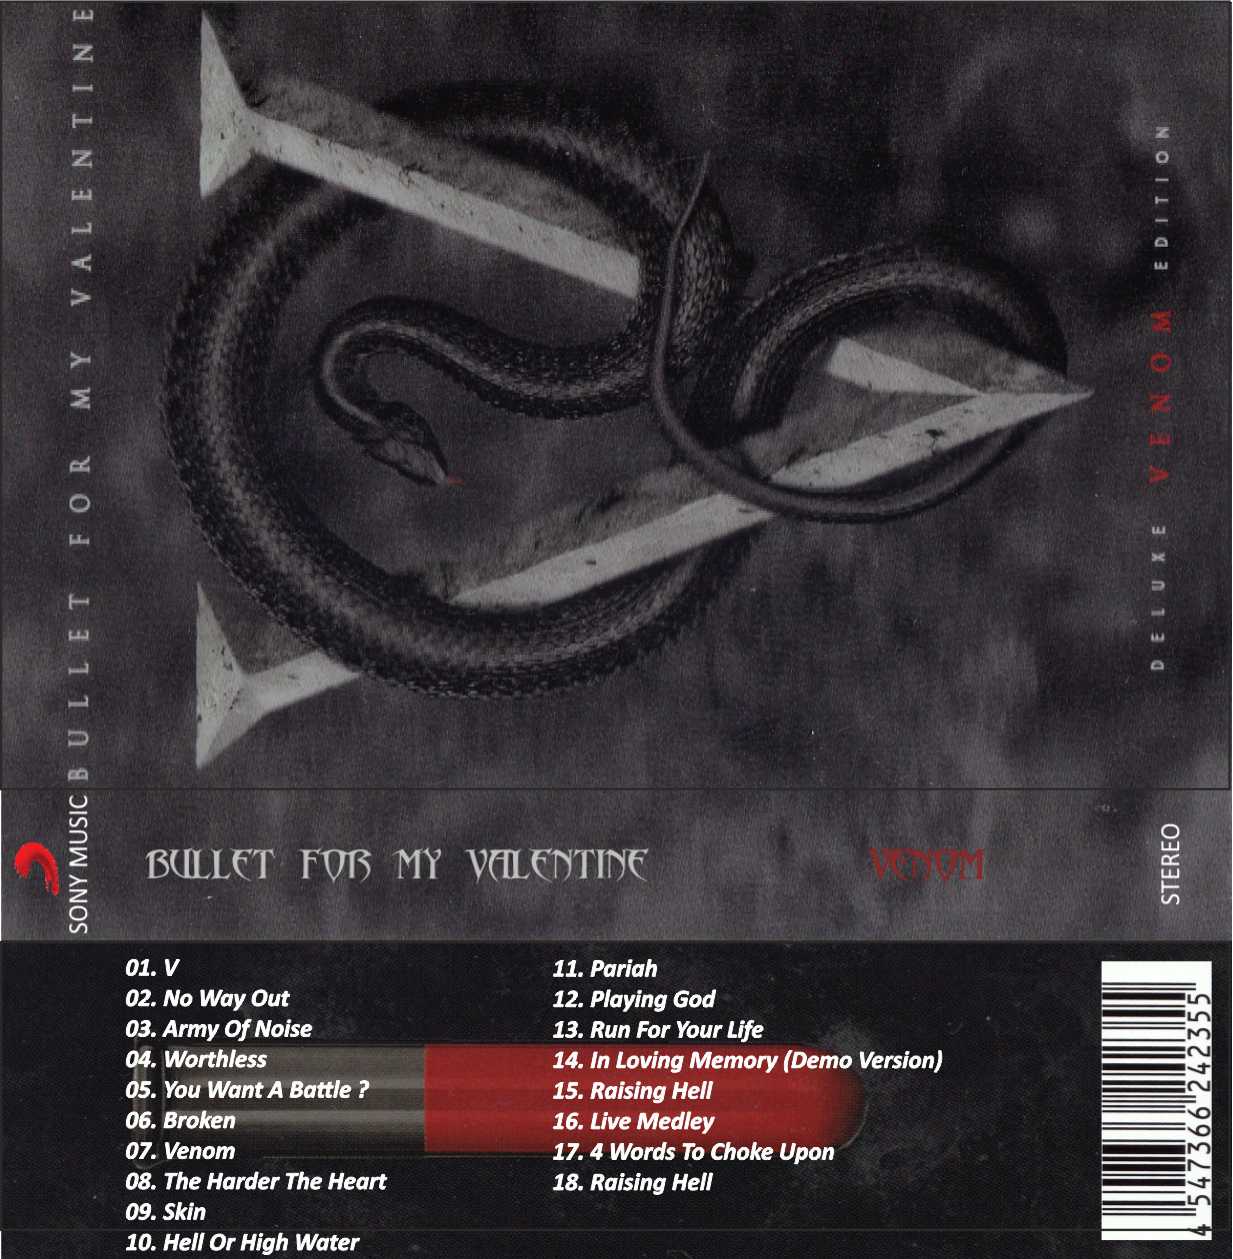 BULLET FOR MY VALENTINE
DELUXE VENOM EDITION
SONY MUSIC
BULLET FOR MY VALENTINE
VENOM
STEREO
01. V
02. No Way Out
03. Army Of Noise
04. Worthless
05. You Want A Battle ?
06. Broken
07. Venom
08. The Harder The Heart
09. Skin
10. Hell Or High Water
11. Pariah
12. Playing God
13. Run For Your Life
14. In Loving Memory (Demo Version)
15. Raising Hell
16. Live Medley
17. 4 Words To Choke Upon
18. Raising Hell
4 547366 242355